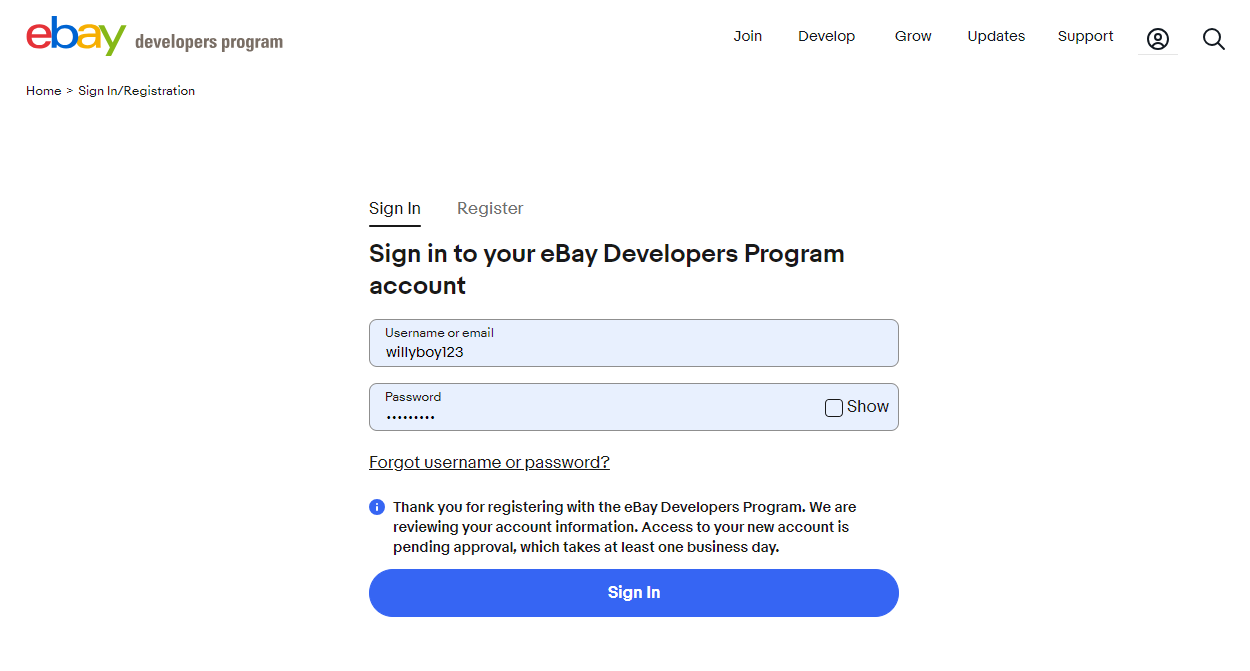 ebay developers program
Join Develop Grow Updates Support
Home > Sign In/Registration
Sign In Register
Sign in to your eBay Developers Program
account
Username or email
willyboy123
Password
•••••••••
Show
Forgot username or password?
Thank you for registering with the eBay Developers Program. We are
reviewing your account information. Access to your new account is
pending approval, which takes at least one business day.
Sign In